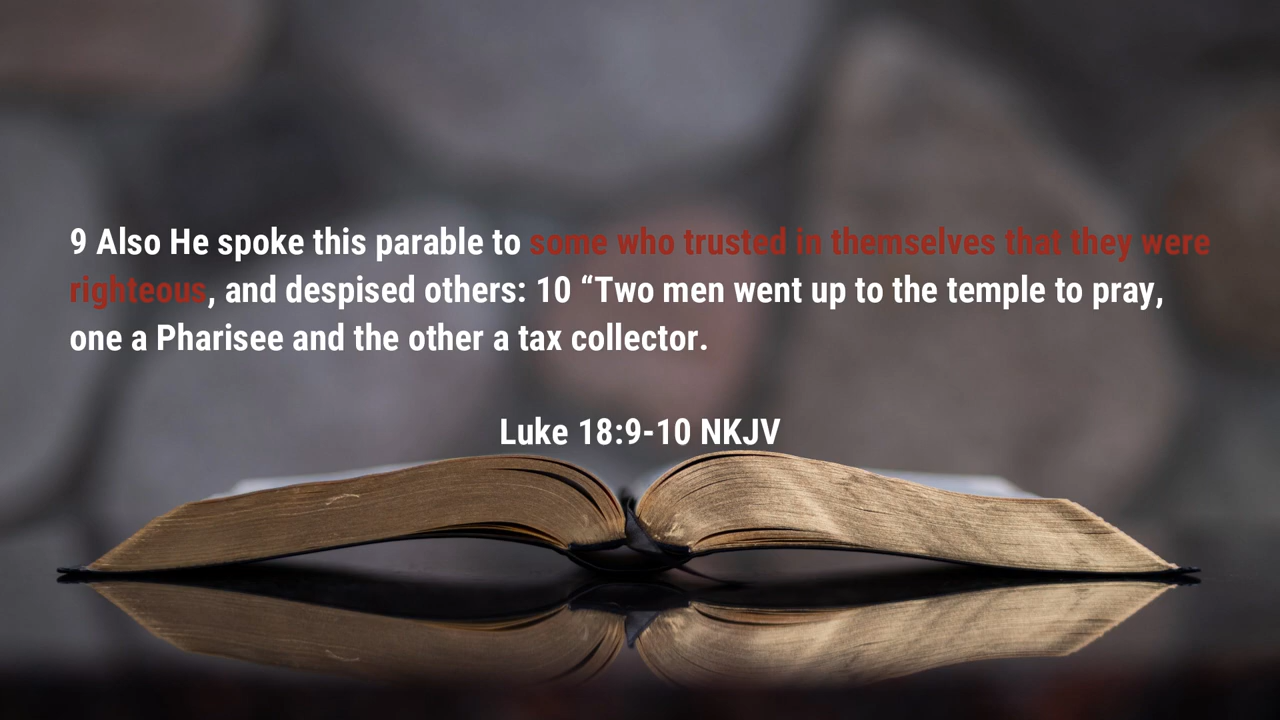 9 Also He spoke this parable to some who trusted in themselves that they were
righteous, and despised others: 10 “Two men went up to the temple to pray,
one a Pharisee and the other a tax collector.
Luke 18:9-10 NKJV